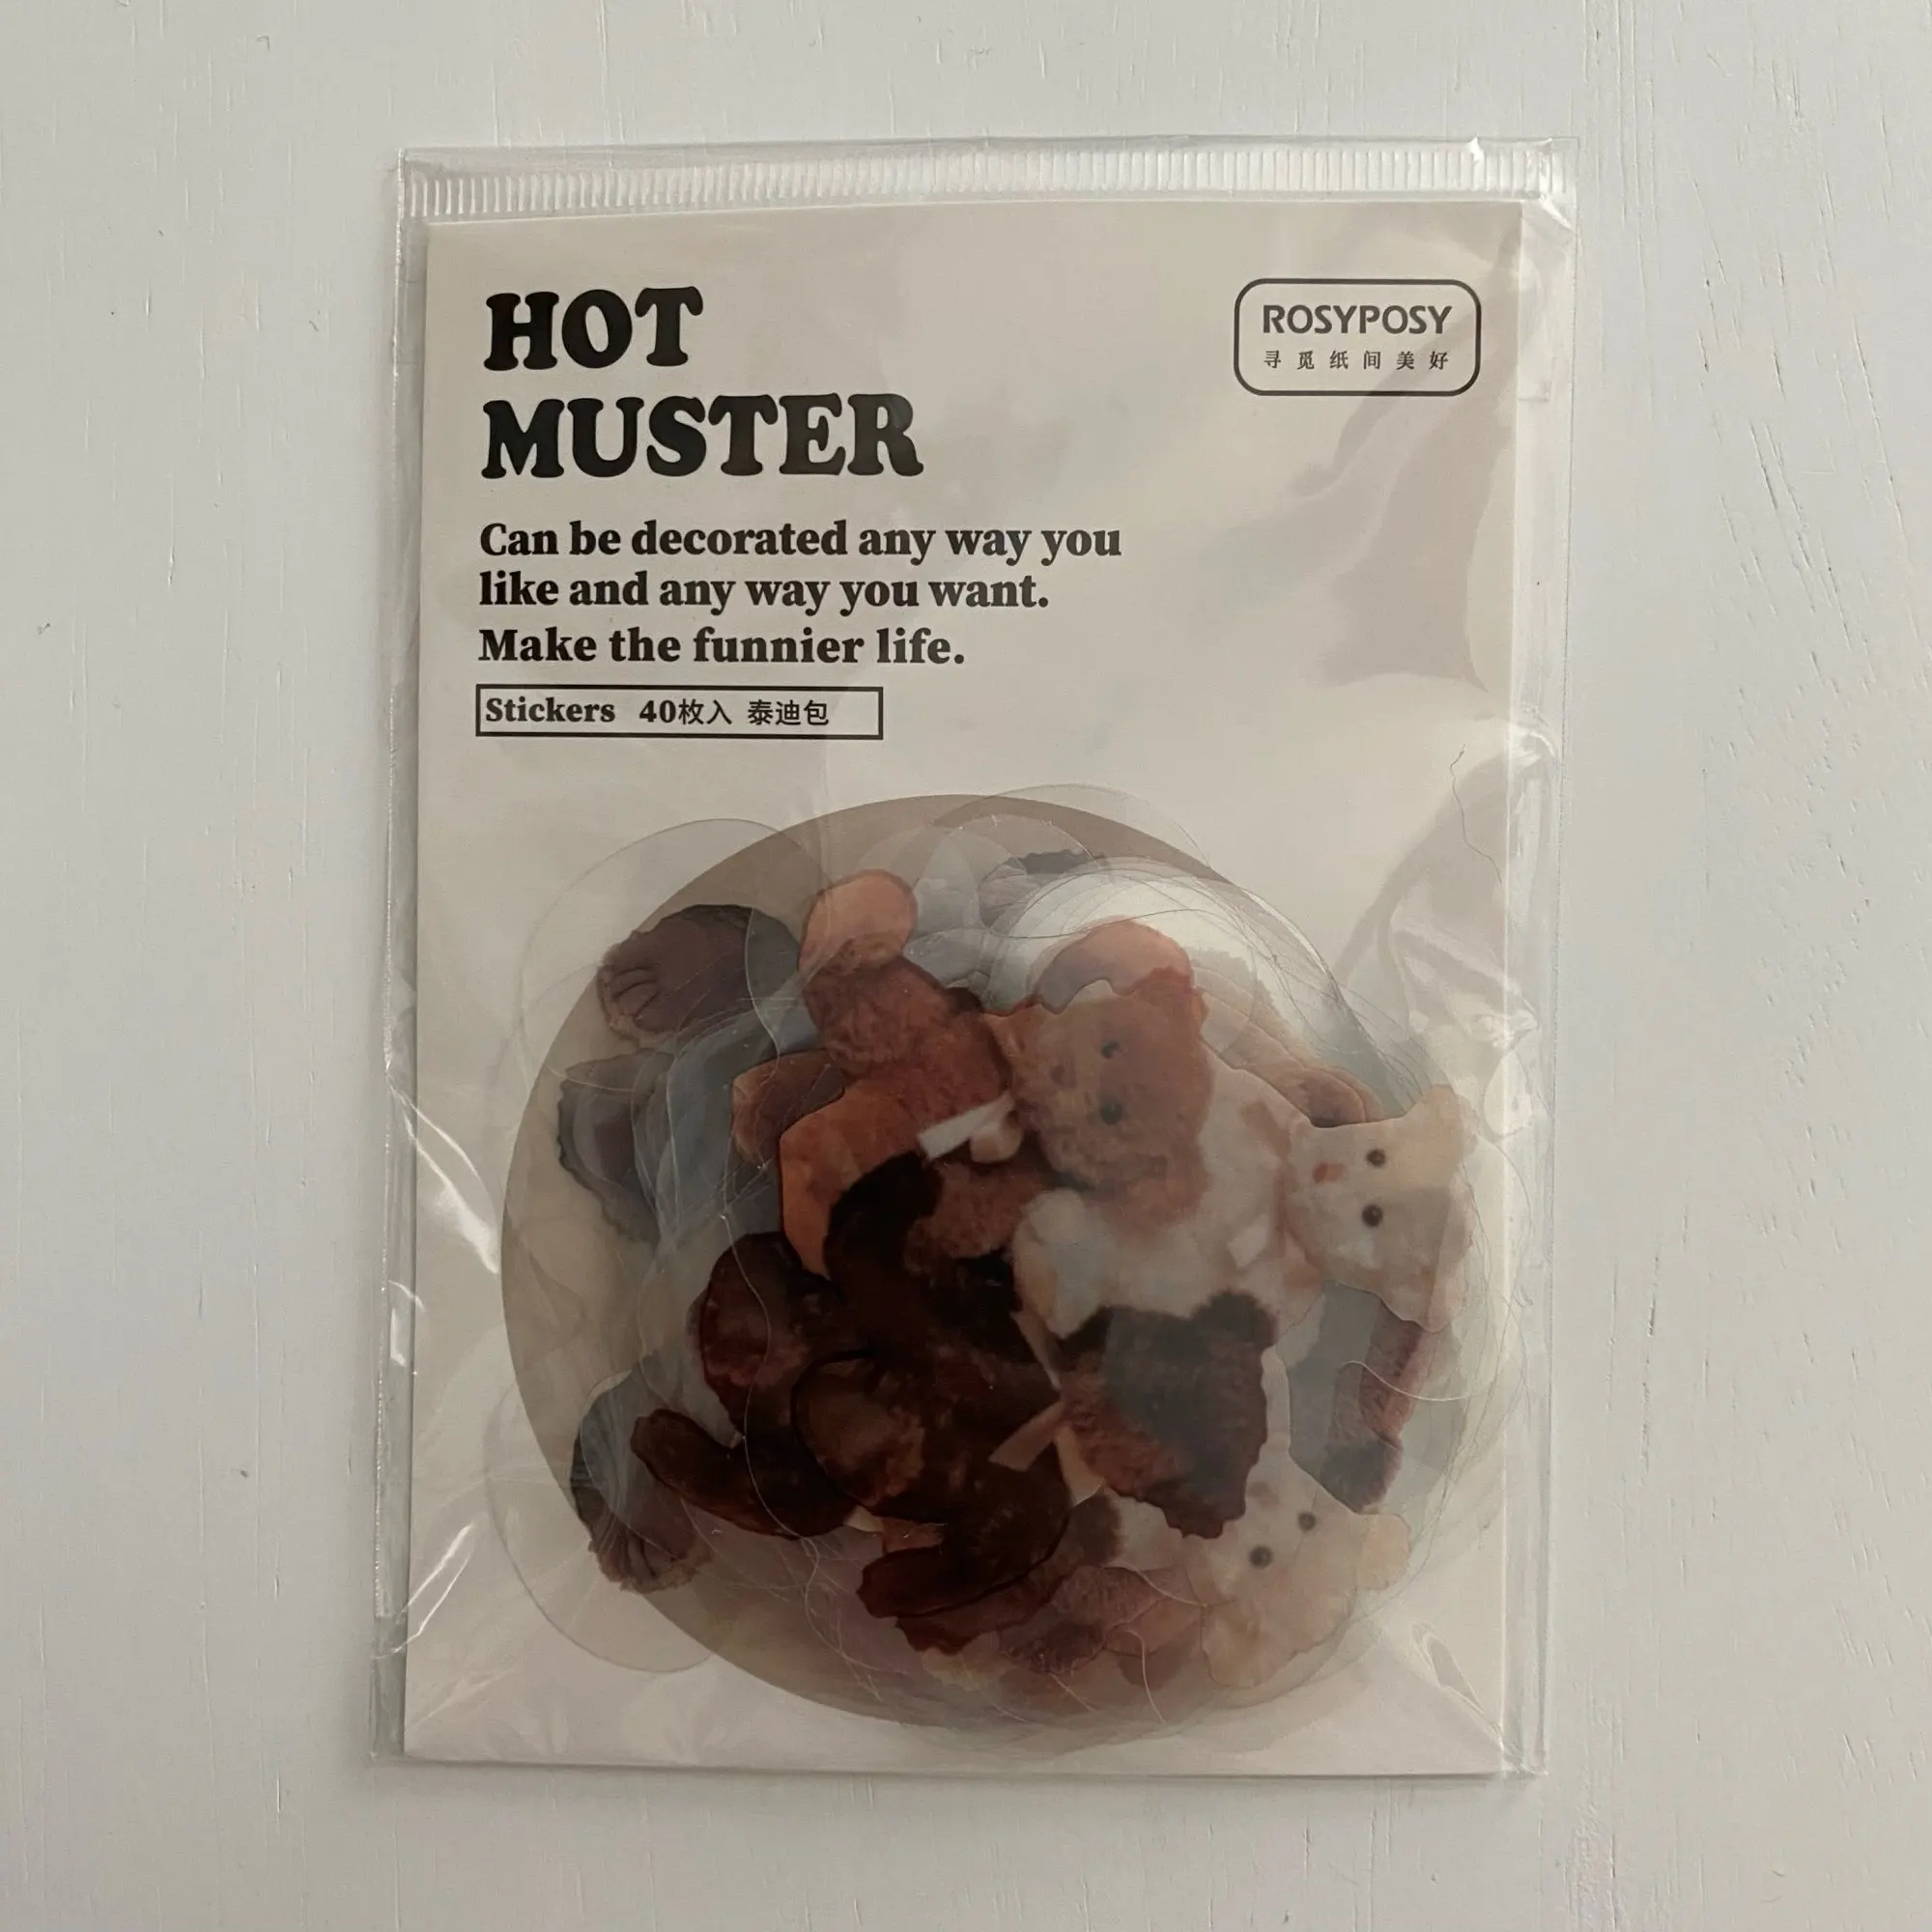 HOT
MUSTER
ROSYPOSY
寻觅纸间美好
Can be decorated any way you
like and any way you want.
Make the funnier life.
Stickers 40枚入 泰迪包